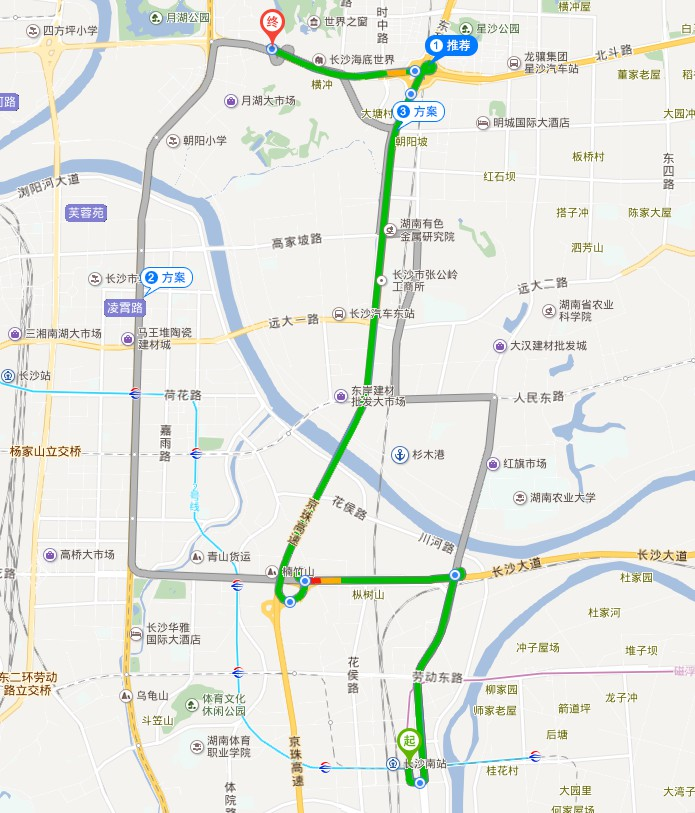 月湖公园
终
世界之窗
时中路
横冲屋
四方坪小学
星沙公园
1 推荐
北斗路
长沙海底世界
龙骧集团
星沙汽车站
董家老屋
月湖大市场
横冲
大塘村
3 方案
朝阳坡
明城国际大酒店
大园冲
朝阳小学
板桥村
东四路
浏阳河大道
红石坝
芙蓉苑
搭子冲
陈家大屋
湖南有色
金属研究院
高家坡路
泗芳山
长沙市
2 方案
长沙市张公岭
工商所
远大二路
凌霄路
湖南省农业
科学院
长沙汽车东站
远大一路
三湘南湖大市场
马王堆陶瓷
建材城
大汉建材批发城
长沙站
荷花路
东岸建材
批发大市场
人民东路
嘉雨路
杨家山立交桥
杉木港
红旗市场
2号线
湖南农业大学
京珠高速
花侯路
川河路
高桥大市场
青山货运
长沙大道
长沙大道
楠竹山
枞树山
杜家园
杜家河
长沙华雅
国际大酒店
冲子屋场
堆子坝
花侯路
东二环劳动
路立交桥
劳动东路
磁浮
乌龟山
体育文化
休闲公园
柳家园
龙子冲
斗笠山
师家老屋
箭道坪
起
后塘
湖南体育
职业学院
京珠高速
长沙南站
桂花村
体院路
大园里
大湾子
何家屋场